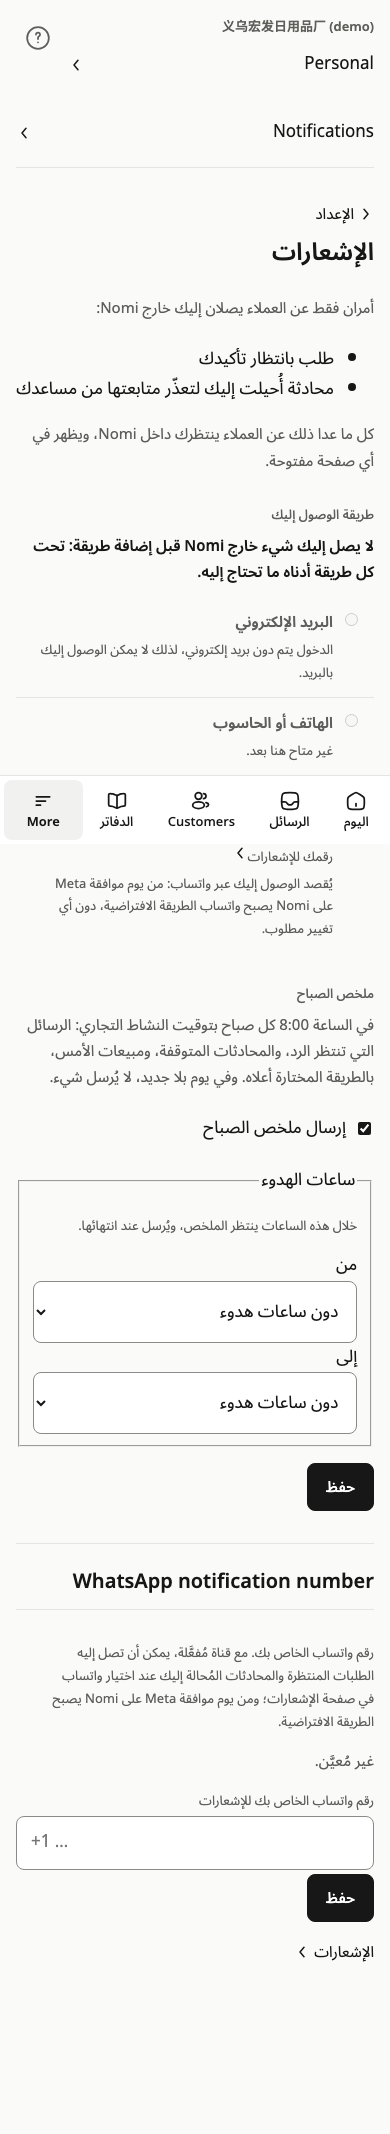 义乌宏发日用品厂 (demo)
Personal
Notifications
الإعداد
الإشعارات
أمران فقط عن العملاء يصلان إليك خارج Nomi:
طلب بانتظار تأكيدك
محادثة أُحيلت إليك لتعذّر متابعتها من مساعدك
كل ما عدا ذلك عن العملاء ينتظرك داخل Nomi، ويظهر في
أي صفحة مفتوحة.
طريقة الوصول إليك
لا يصل إليك شيء خارج Nomi قبل إضافة طريقة: تحت
كل طريقة أدناه ما تحتاج إليه.
البريد الإلكتروني
الدخول يتم دون بريد إلكتروني، لذلك لا يمكن الوصول إليك
بالبريد.
الهاتف أو الحاسوب
غير متاح هنا بعد.
اليوم
الرسائل
Customers
الدفاتر
More
رقمك للإشعارات
يُقصد الوصول إليك عبر واتساب: من يوم موافقة Meta
على Nomi يصبح واتساب الطريقة الافتراضية، دون أي
تغيير مطلوب.
ملخص الصباح
في الساعة 8:00 كل صباح بتوقيت النشاط التجاري: الرسائل
التي تنتظر الرد، والمحادثات المتوقفة، ومبيعات الأمس،
بالطريقة المختارة أعلاه. وفي يوم بلا جديد، لا يُرسل شيء.
إرسال ملخص الصباح
ساعات الهدوء
خلال هذه الساعات ينتظر الملخص، ويُرسل عند انتهائها.
من
دون ساعات هدوء
إلى
دون ساعات هدوء
حفظ
WhatsApp notification number
رقم واتساب الخاص بك. مع قناة مُفعَّلة، يمكن أن تصل إليه
الطلبات المنتظرة والمحادثات المُحالة إليك عند اختيار واتساب
في صفحة الإشعارات؛ ومن يوم موافقة Meta على Nomi يصبح
الطريقة الافتراضية.
غير مُعيَّن.
رقم واتساب الخاص بك للإشعارات
+1 …
حفظ
الإشعارات